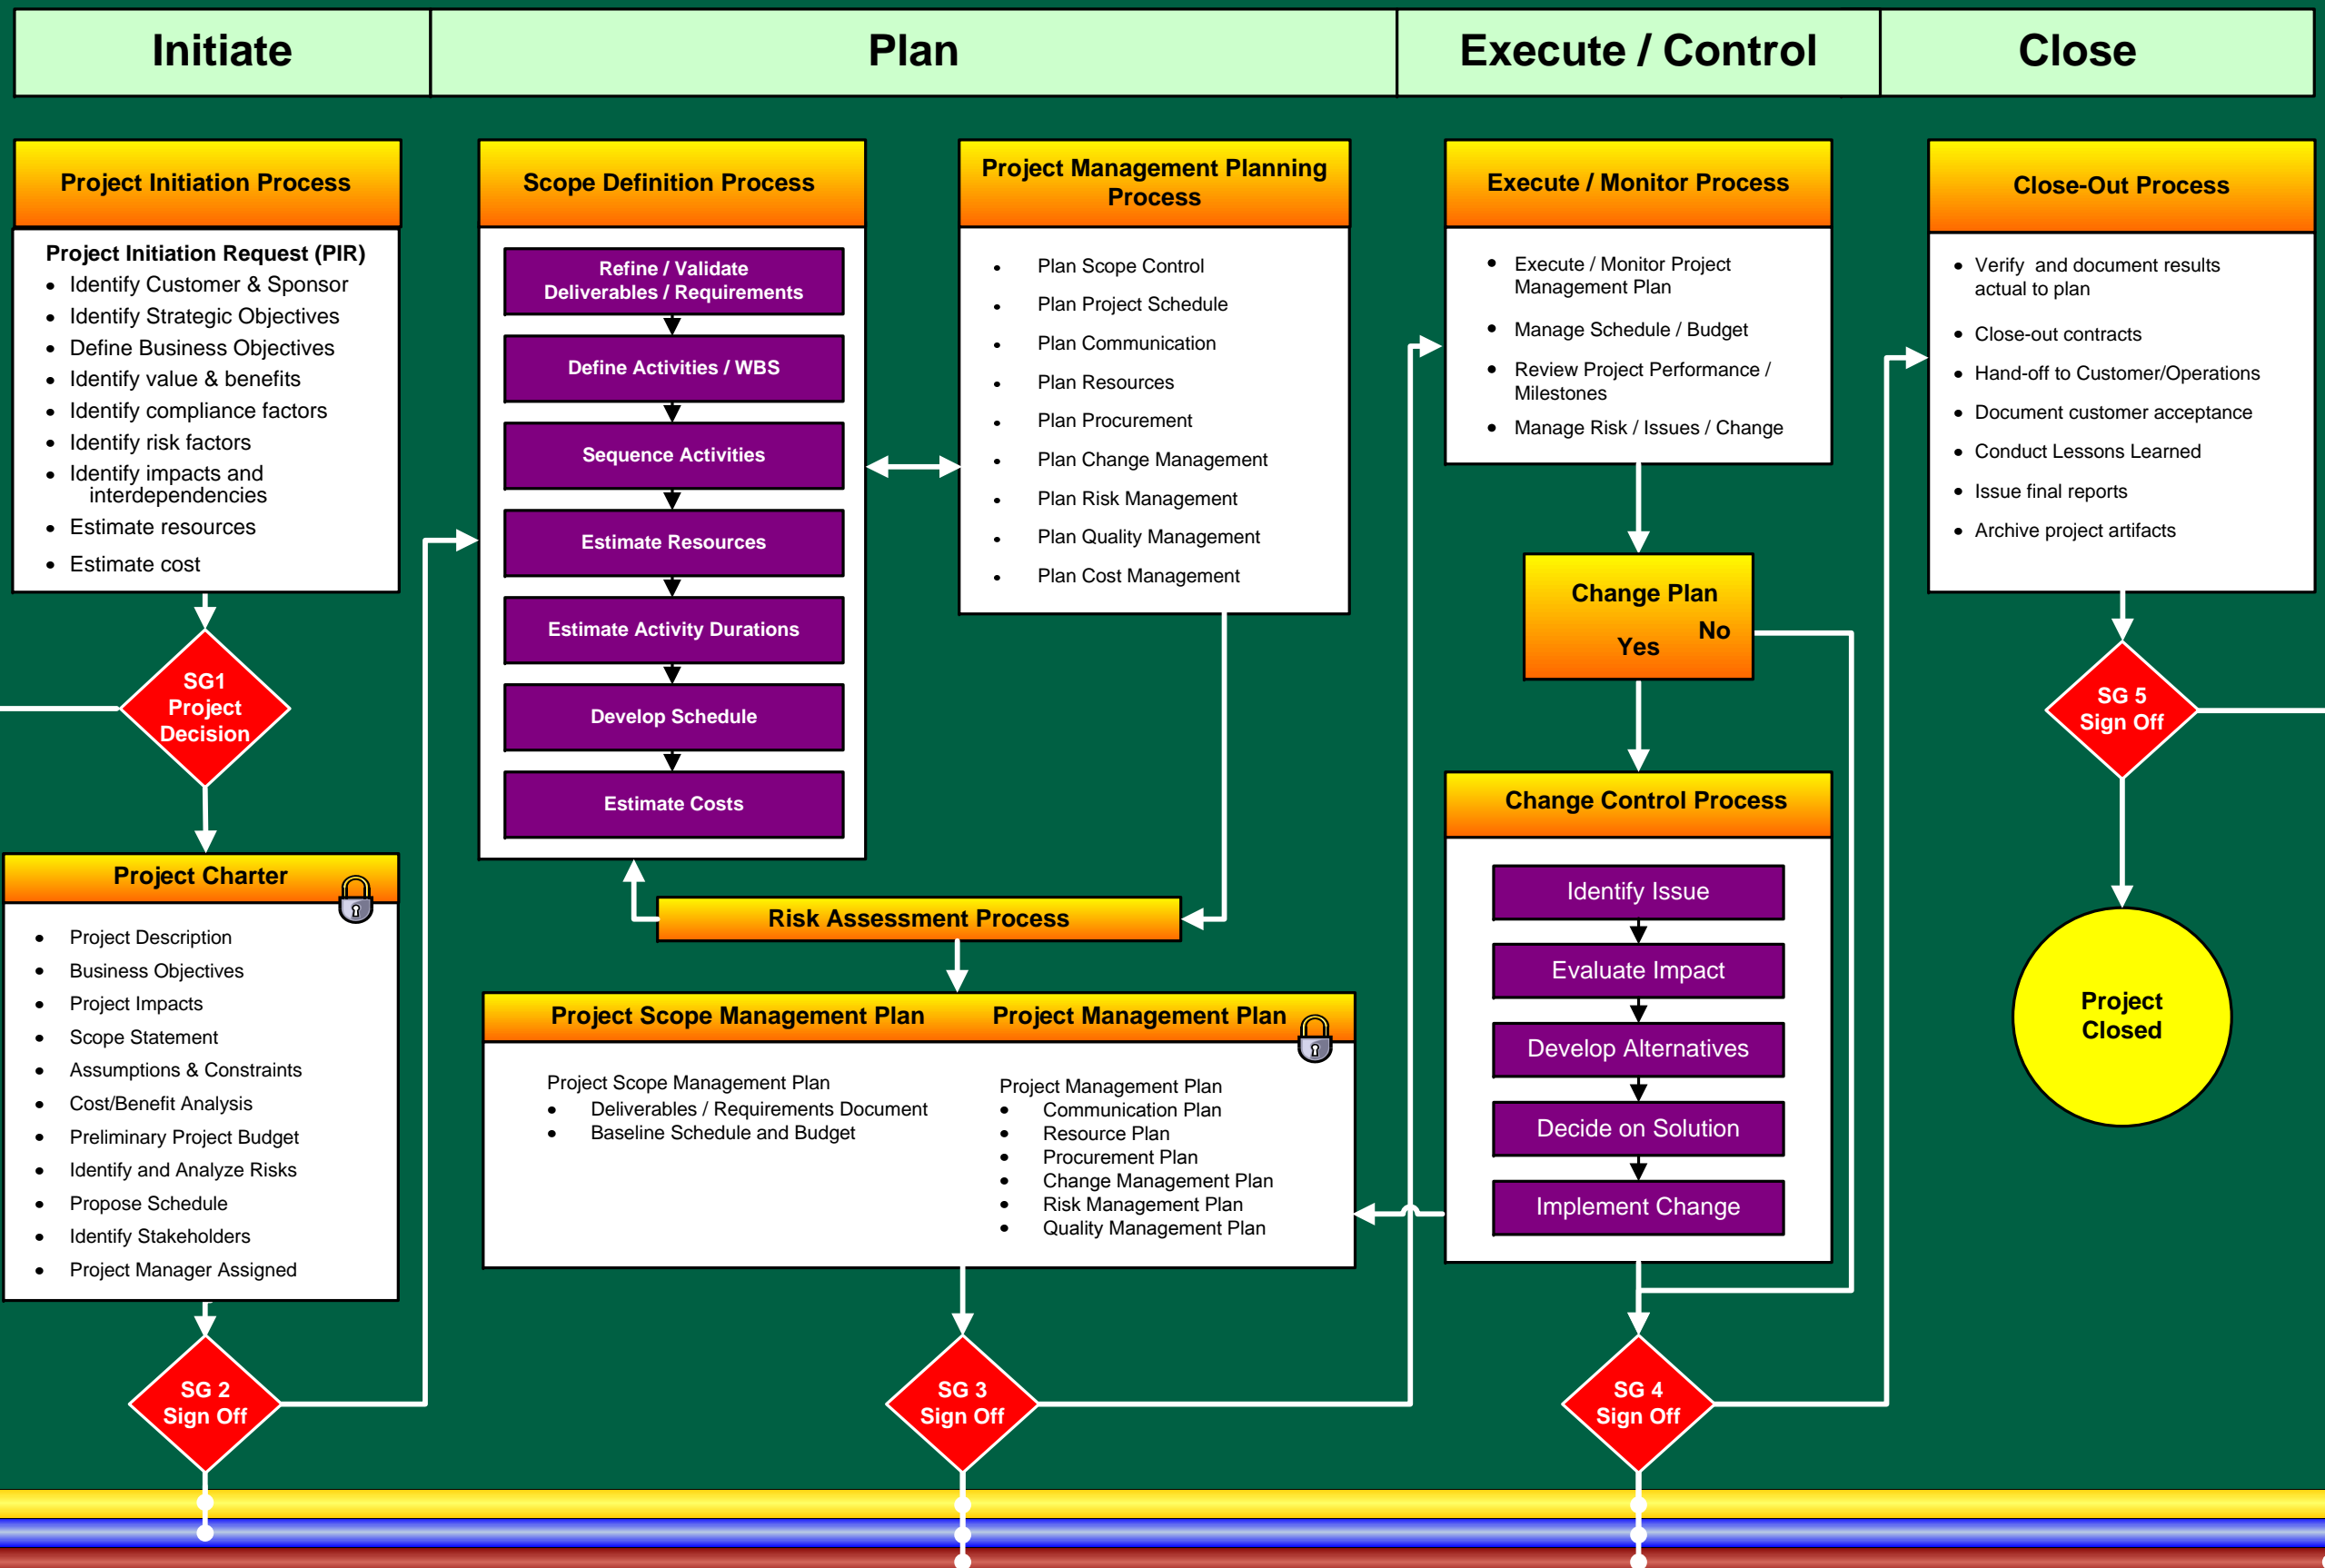 Initiate
Plan
Execute / Control
Close
Project Initiation Process
Project Initiation Request (PIR)
• Identify Customer & Sponsor
• Identify Strategic Objectives
• Define Business Objectives
• Identify value & benefits
• Identify compliance factors
• Identify risk factors
• Identify impacts and
interdependencies
• Estimate resources
• Estimate cost
SG1
Project
Decision
Project Charter
• Project Description
• Business Objectives
• Project Impacts
• Scope Statement
• Assumptions & Constraints
• Cost/Benefit Analysis
• Preliminary Project Budget
• Identify and Analyze Risks
• Propose Schedule
• Identify Stakeholders
• Project Manager Assigned
SG 2
Sign Off
Scope Definition Process
Refine / Validate
Deliverables / Requirements
Define Activities / WBS
Sequence Activities
Estimate Resources
Estimate Activity Durations
Develop Schedule
Estimate Costs
Project Management Planning
Process
• Plan Scope Control
• Plan Project Schedule
• Plan Communication
• Plan Resources
• Plan Procurement
• Plan Change Management
• Plan Risk Management
• Plan Quality Management
• Plan Cost Management
Risk Assessment Process
Project Scope Management Plan
Project Management Plan
Project Scope Management Plan
• Deliverables / Requirements Document
• Baseline Schedule and Budget
Project Management Plan
• Communication Plan
• Resource Plan
• Procurement Plan
• Change Management Plan
• Risk Management Plan
• Quality Management Plan
SG 3
Sign Off
Execute / Monitor Process
• Execute / Monitor Project
Management Plan
• Manage Schedule / Budget
• Review Project Performance /
Milestones
• Manage Risk / Issues / Change
Change Plan
No
Yes
Change Control Process
Identify Issue
Evaluate Impact
Develop Alternatives
Decide on Solution
Implement Change
SG 4
Sign Off
Close-Out Process
• Verify and document results
actual to plan
• Close-out contracts
• Hand-off to Customer/Operations
• Document customer acceptance
• Conduct Lessons Learned
• Issue final reports
• Archive project artifacts
SG 5
Sign Off
Project
Closed